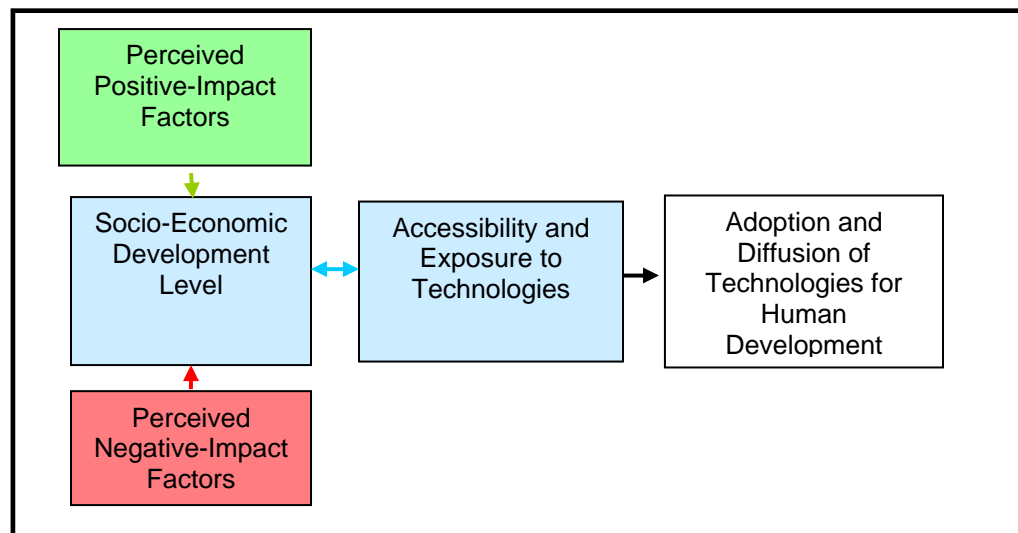 Perceived
Positive-Impact
Factors
Socio-Economic
Development
Level
Accessibility and
Exposure to
Technologies
Adoption and
Diffusion of
Technologies for
Human
Development
Perceived
Negative-Impact
Factors